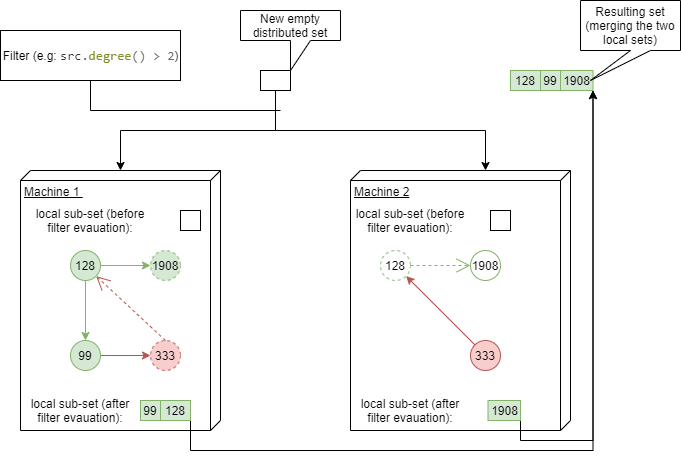 New empty
distributed set
Resulting set
(merging the two
local sets)
Filter (e.g: src.degree() > 2)
128 99 1908
Machine 1
local sub-set (before
filter evauation):
128
1908
99
333
local sub-set (after
filter evauation):
99 128
Machine 2
local sub-set (before
filter evauation):
128
1908
333
local sub-set (after
filter evauation):
1908